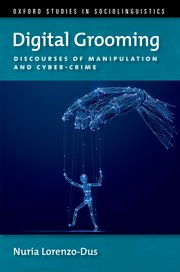 OXFORD STUDIES IN SOCIOLINGUISTICS
Digital Grooming
DISCOURSES OF MANIPULATION
AND CYBER-CRIME
Nuria Lorenzo-Dus